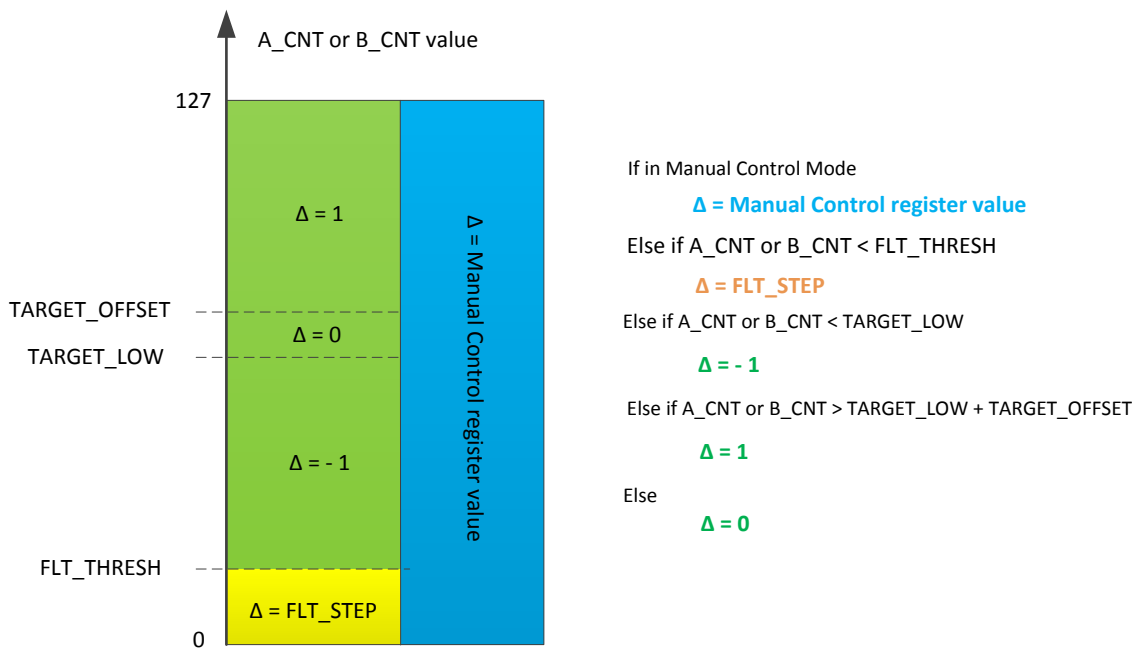 A_CNT or B_CNT value
127
Δ = 1
TARGET_OFFSET
Δ = 0
TARGET_LOW
Δ = - 1
FLT_THRESH
Δ = FLT_STEP
0
Δ = Manual Control register value
If in Manual Control Mode
Δ = Manual Control register value
Else if A_CNT or B_CNT < FLT_THRESH
Δ = FLT_STEP
Else if A_CNT or B_CNT < TARGET_LOW
Δ = - 1
Else if A_CNT or B_CNT > TARGET_LOW + TARGET_OFFSET
Δ = 1
Else
Δ = 0